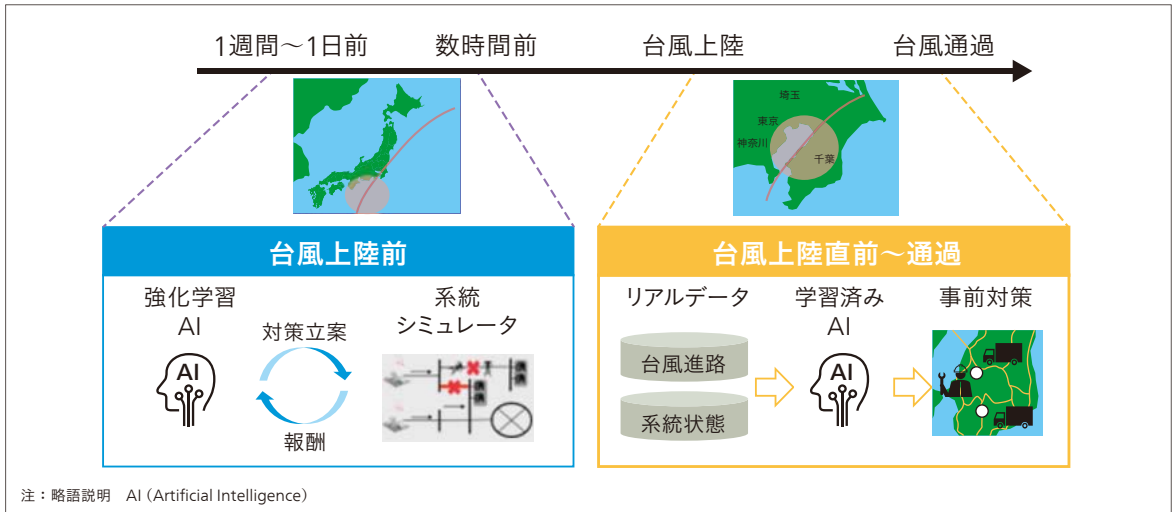 1週間～1日前
数時間前
台風上陸
台風通過
埼玉
東京
神奈川
千葉
台風上陸前
強化学習
AI
AI
対策立案
報酬
系統
シミュレータ
台風上陸直前～通過
リアルデータ
台風進路
系統状態
学習済み
AI
AI
事前対策
注：略語説明　AI（Artificial Intelligence）